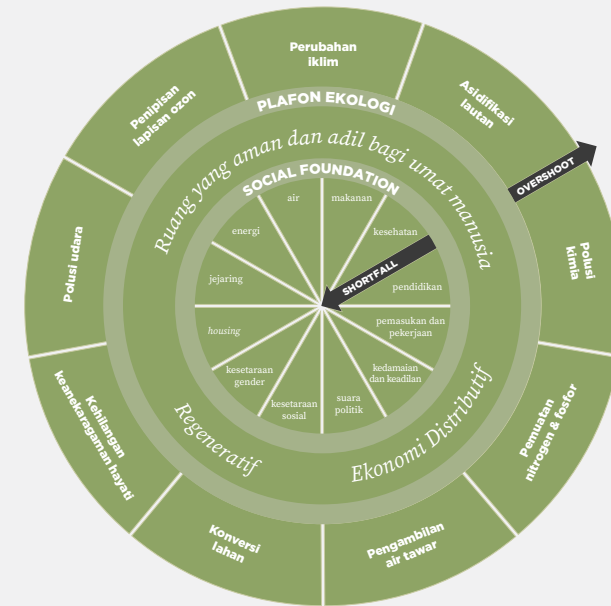 Perubahan
iklim
Asidifikasi
lautan
Polusi
kimia
Pemuatan
nitrogen & fosfor
Pengambilan
air tawar
Konversi
lahan
Kehilangan
keanekaragaman hayati
Polusi udara
Penipisan
lapisan ozon
PLAFON EKOLOGI
OVERSHOOT
Ruang yang aman dan adil bagi umat manusia
SOCIAL FOUNDATION
SHORTFALL
air
makanan
kesehatan
pendidikan
pemasukan dan
pekerjaan
kedamaian
dan keadilan
suara
politik
kesetaraan
sosial
kesetaraan
gender
housing
jejaring
energi
Regeneratif
Ekonomi Distributif